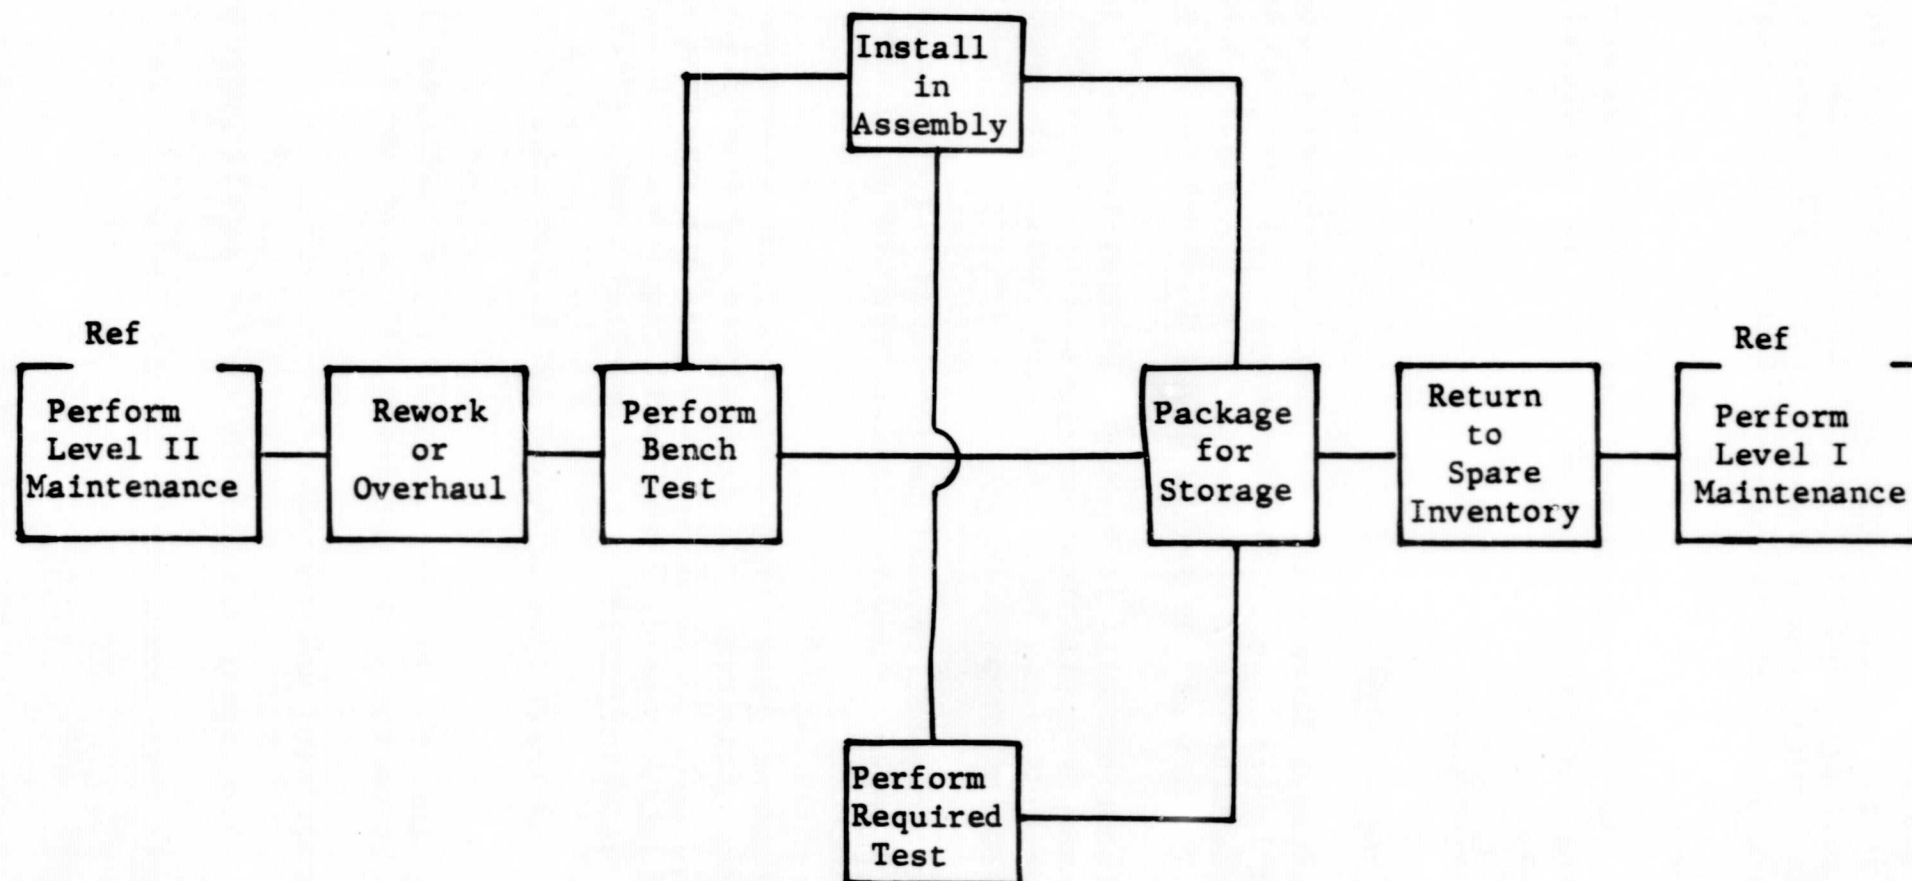 Install
in
Assembly
Ref
Perform
Level II
Maintenance
Rework
or
Overhaul
Perform
Bench
Test
Package
for
Storage
Return
to
Spare
Inventory
Ref
Perform
Level I
Maintenance
Perform
Required
Test